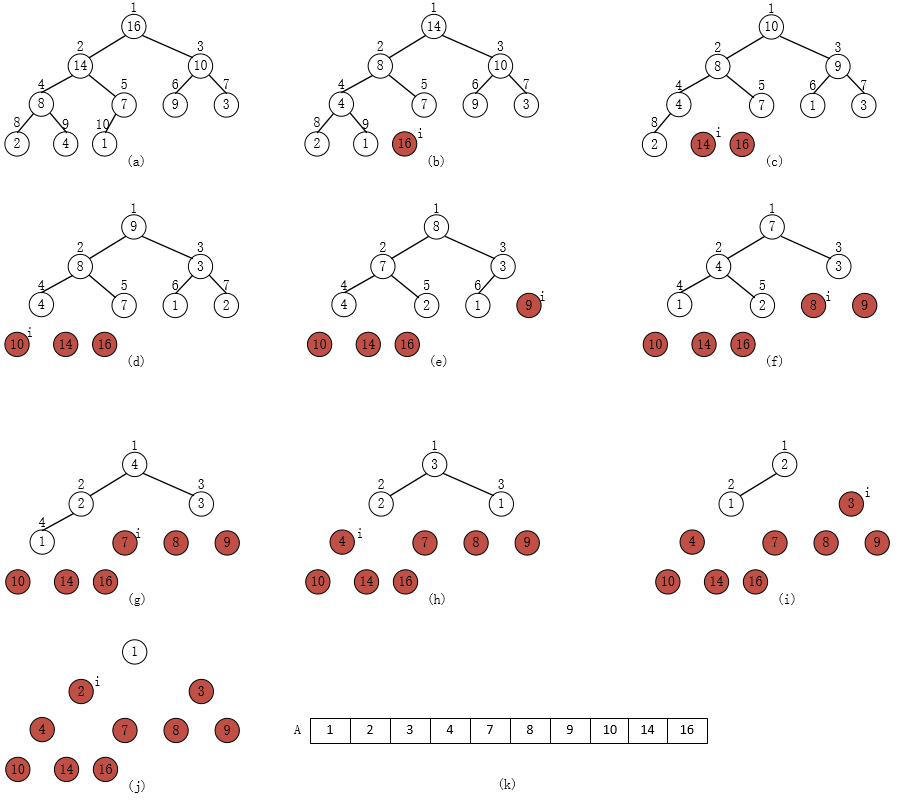 1 1 1
16 14 10
2 3 2 3 2 3
14 10 8 10 8 9
4 5 6 7 4 5 6 7 4 5 6 7
8 7 9 3 4 7 9 3 4 7 1 3
8 9 10 8 9 i 8 i
2 4 1 2 1 16 2 14 16
(a) (b) (c)
1 1 1
9 8 7
2 3 2 3 2 3
8 3 7 3 4 3
4 5 6 7 4 5 6 i 4 5 i
4 7 1 2 4 2 1 9 1 2 8 9
i
10 14 16 10 14 16 10 14 16
(d) (e) (f)
1 1 1
4 3 2
2 3 2 3 2 i
2 3 2 1 1 3
4 i i
1 7 8 9 4 7 8 9 4 7 8 9
10 14 16 10 14 16 10 14 16
(g) (h) (i)
1
i
2 3
4 7 8 9
A 1 2 3 4 7 8 9 10 14 16
10 14 16
(j) (k)